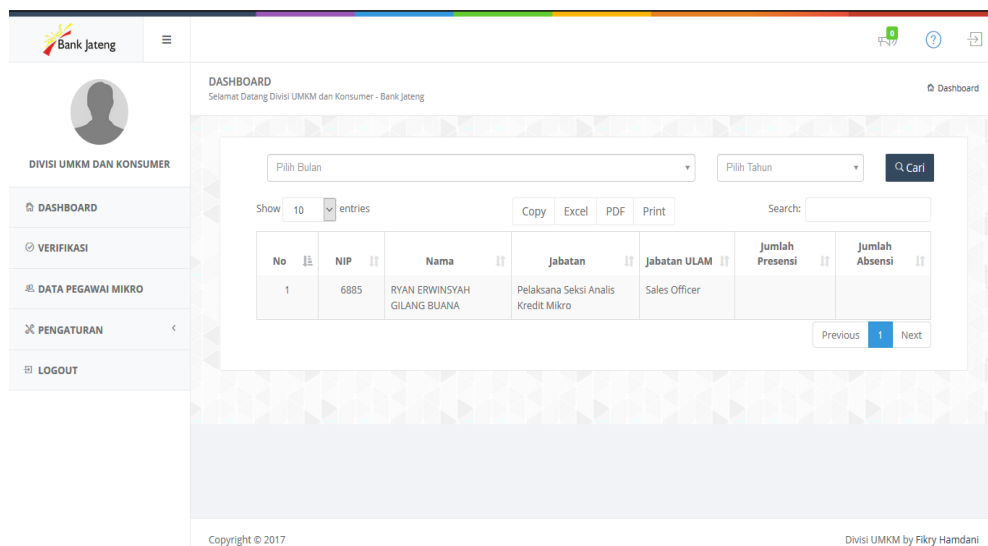 Bank Jateng
0
DASHBOARD
Selamat Datang Divisi UMKM dan Konsumer - Bank Jateng
Dashboard
DIVISI UMKM DAN KONSUMER
DASHBOARD
VERIFIKASI
DATA PEGAWAI MIKRO
PENGATURAN
LOGOUT
Pilih Bulan
Pilih Tahun
Cari
Show 10 entries
Copy Excel PDF Print
Search:
No NIP Nama Jabatan Jabatan ULAM Jumlah Presensi Jumlah Absensi
1 6885 RYAN ERWINSYAH GILANG BUANA Pelaksana Seksi Analis Kredit Mikro Sales Officer
Previous 1 Next
Copyright © 2017
Divisi UMKM by Fikry Hamdani